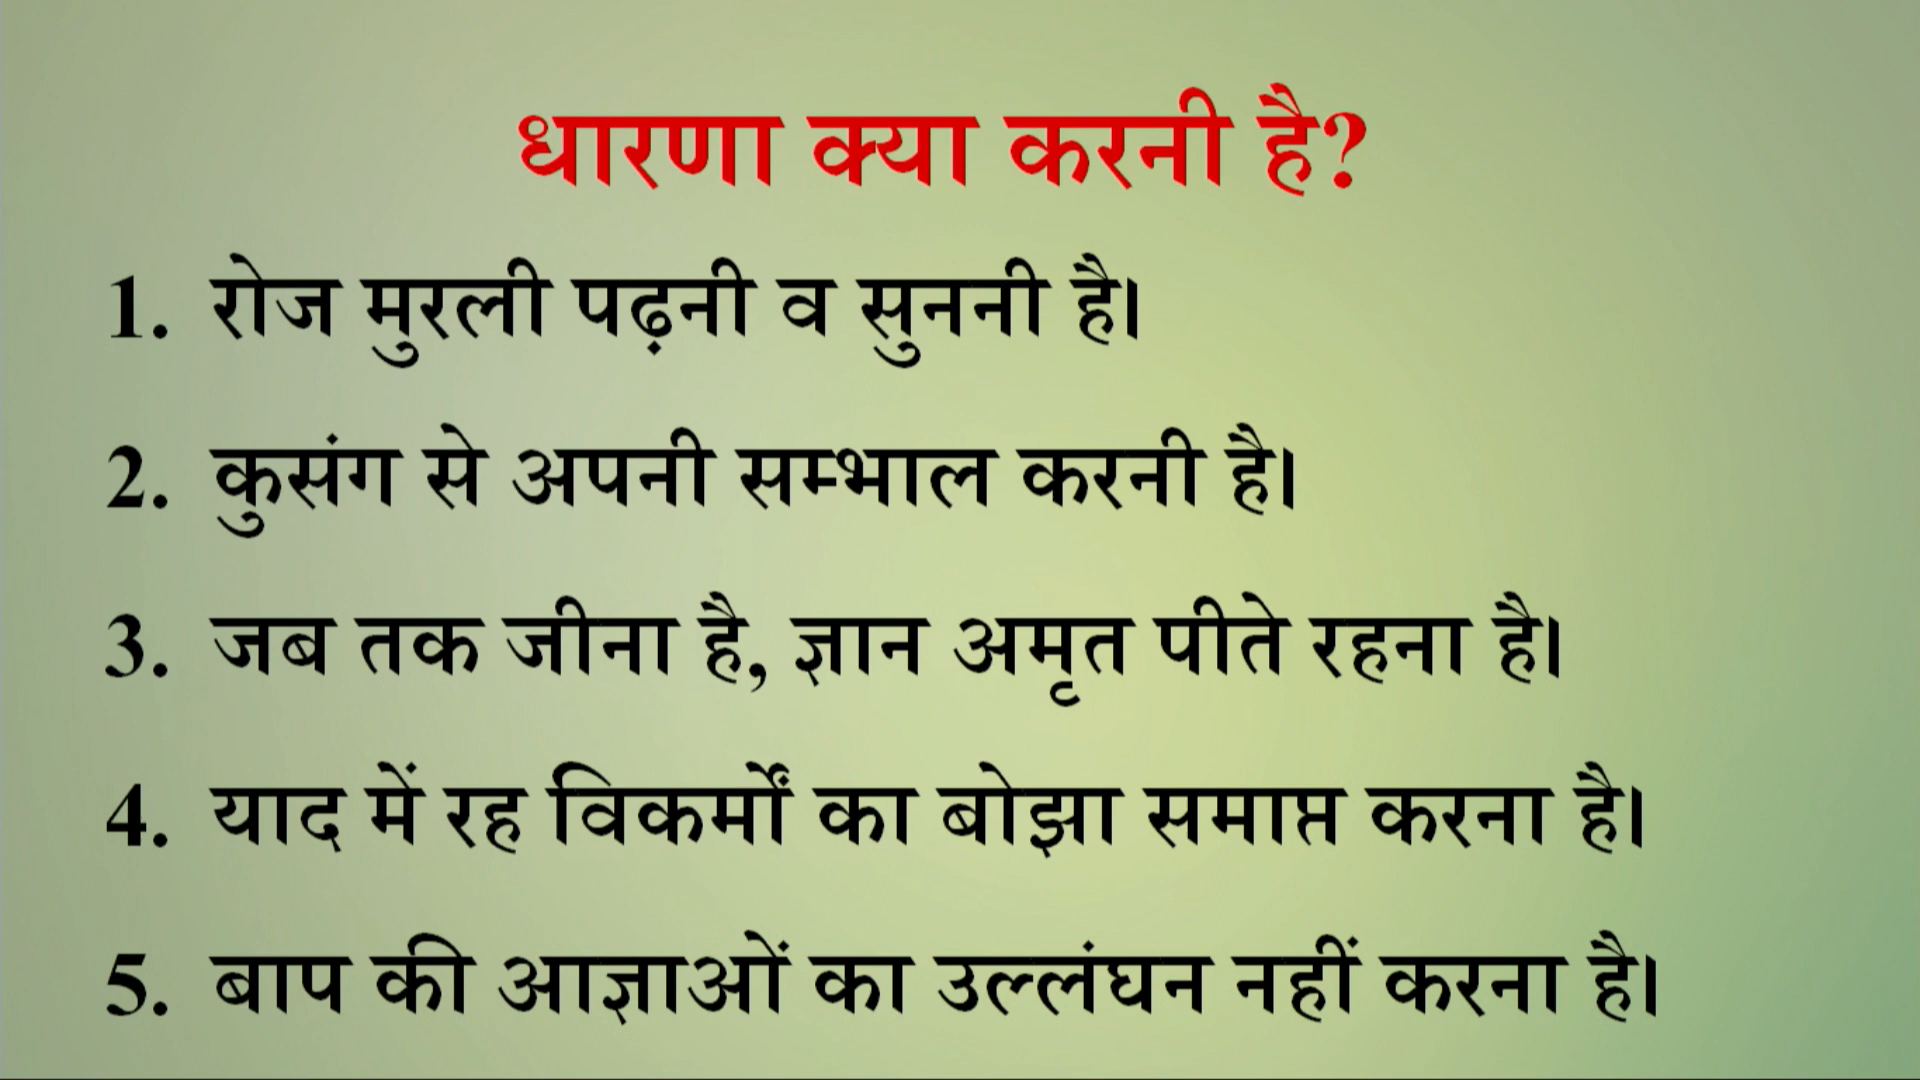 धारणा क्या करनी है?
1. रोज मुरली पढ़नी व सुननी है।
2. कुसंग से अपनी सम्भाल करनी है।
3. जब तक जीना है, ज्ञान अमृत पीते रहना है।
4. याद में रह विकर्मों का बोझा समाप्त करना है।
5. बाप की आज्ञाओं का उल्लंघन नहीं करना है।